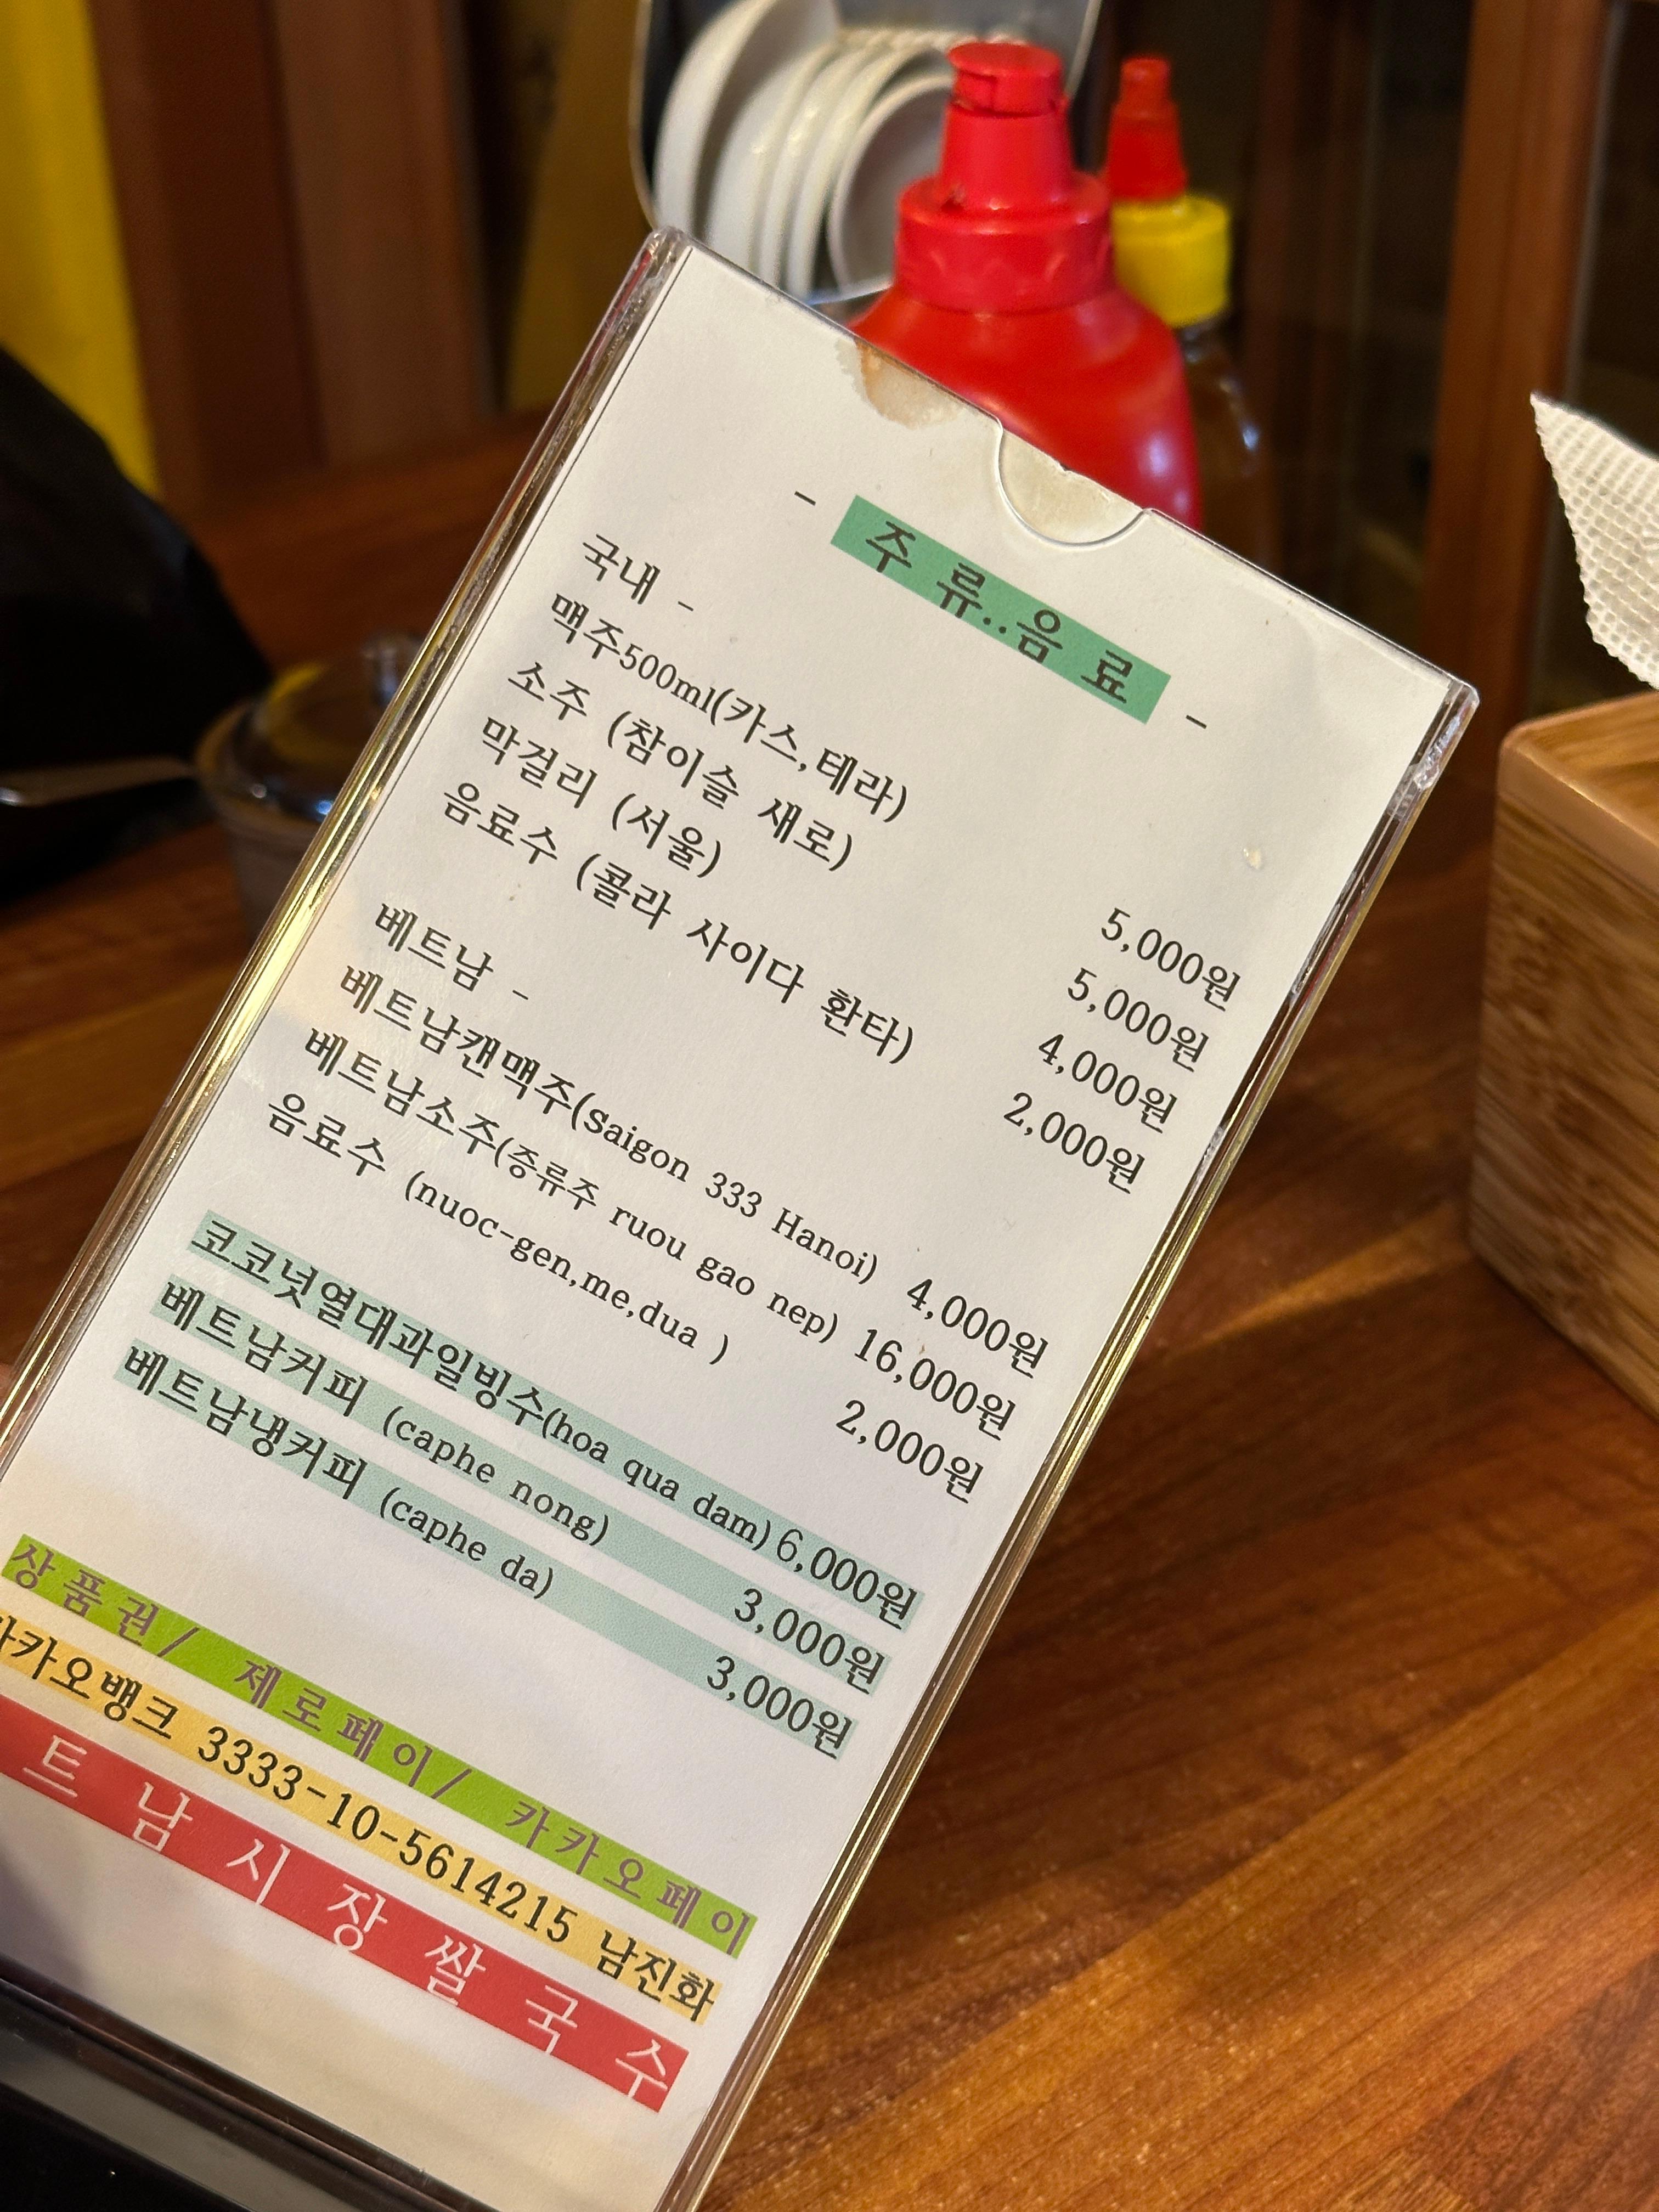 - 주 류..음 료 -
국내 -
맥주500ml(카스,테라) 5,000원
소주 (참이슬 새로) 5,000원
막걸리 (서울) 4,000원
음료수 (콜라 사이다 환타) 2,000원
베트남 -
베트남캔맥주(Saigon 333 Hanoi) 4,000원
베트남소주(증류주 ruou gao nep) 16,000원
음료수 (nuoc-gen,me,dua ) 2,000원
코코넛열대과일빙수(hoa qua dam) 6,000원
베트남커피 (caphe nong) 3,000원
베트남냉커피 (caphe da) 3,000원
상품권/ 제로페이/ 카카오페이
카카오뱅크 3333-10-5614215 남진화
트남시장쌀국수